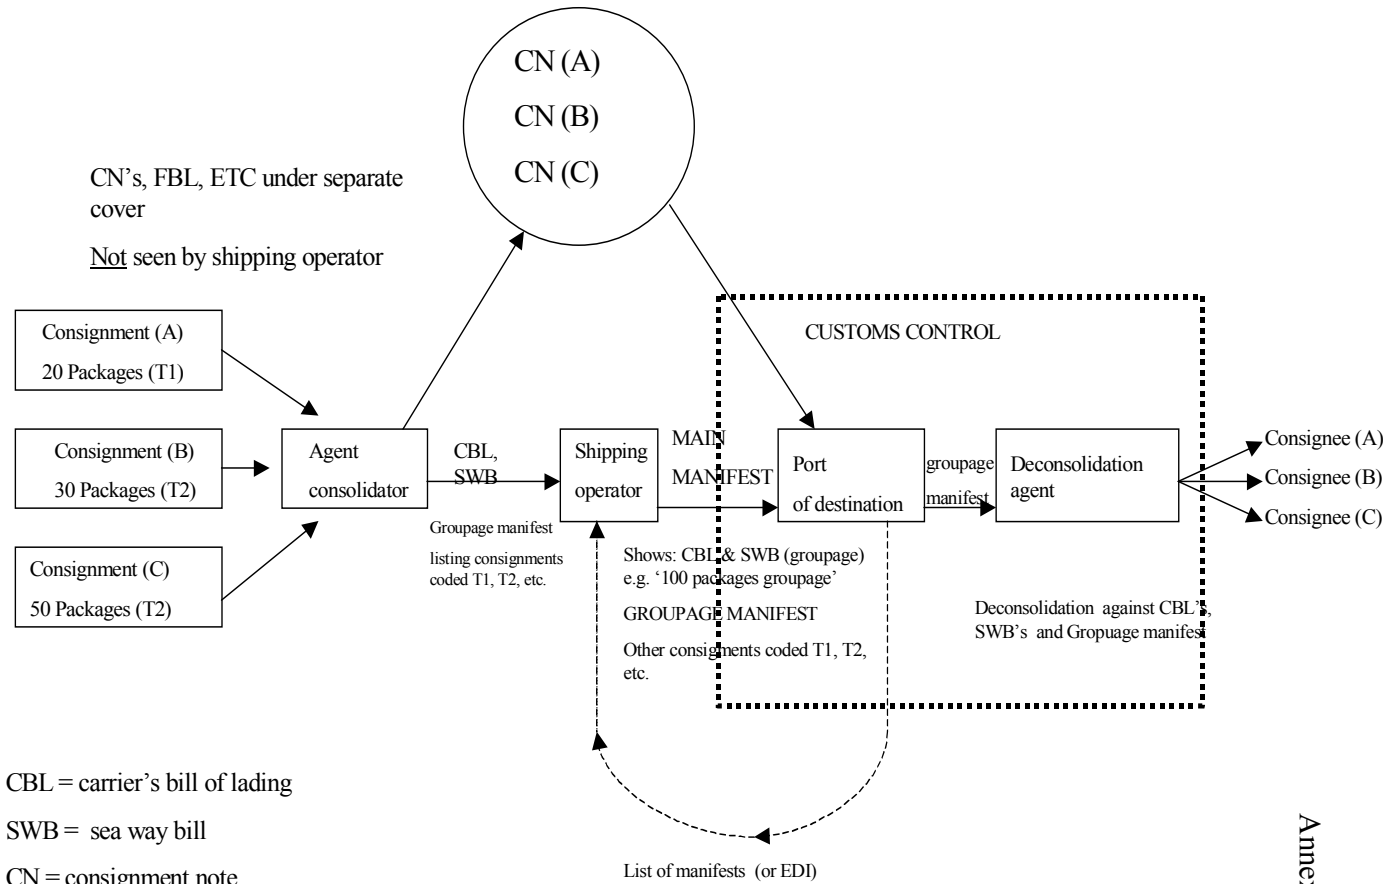 CN (A)
CN (B)
CN (C)
CN's, FBL, ETC under separate
cover
Not seen by shipping operator
Consignment (A)
20 Packages (T1)
Consignment (B)
30 Packages (T2)
Consignment (C)
50 Packages (T2)
Agent
consolidator
CBL,
SWB
Groupage manifest
listing consignments
coded T1, T2, etc.
Shipping
operator
MAIN
MANIFEST
Shows: CBL & SWB (groupage)
e.g. '100 packages groupage'
GROUPAGE MANIFEST
Other consigments coded T1, T2,
etc.
CUSTOMS CONTROL
Port
of destination
groupage
manifest
Deconsolidation
agent
Deconsolidation against CBL's,
SWB's and Gropuage manifest
Consignee (A)
Consignee (B)
Consignee (C)
List of manifests (or EDI)
CBL = carrier's bill of lading
SWB = sea way bill
CN = consignment note
Annex